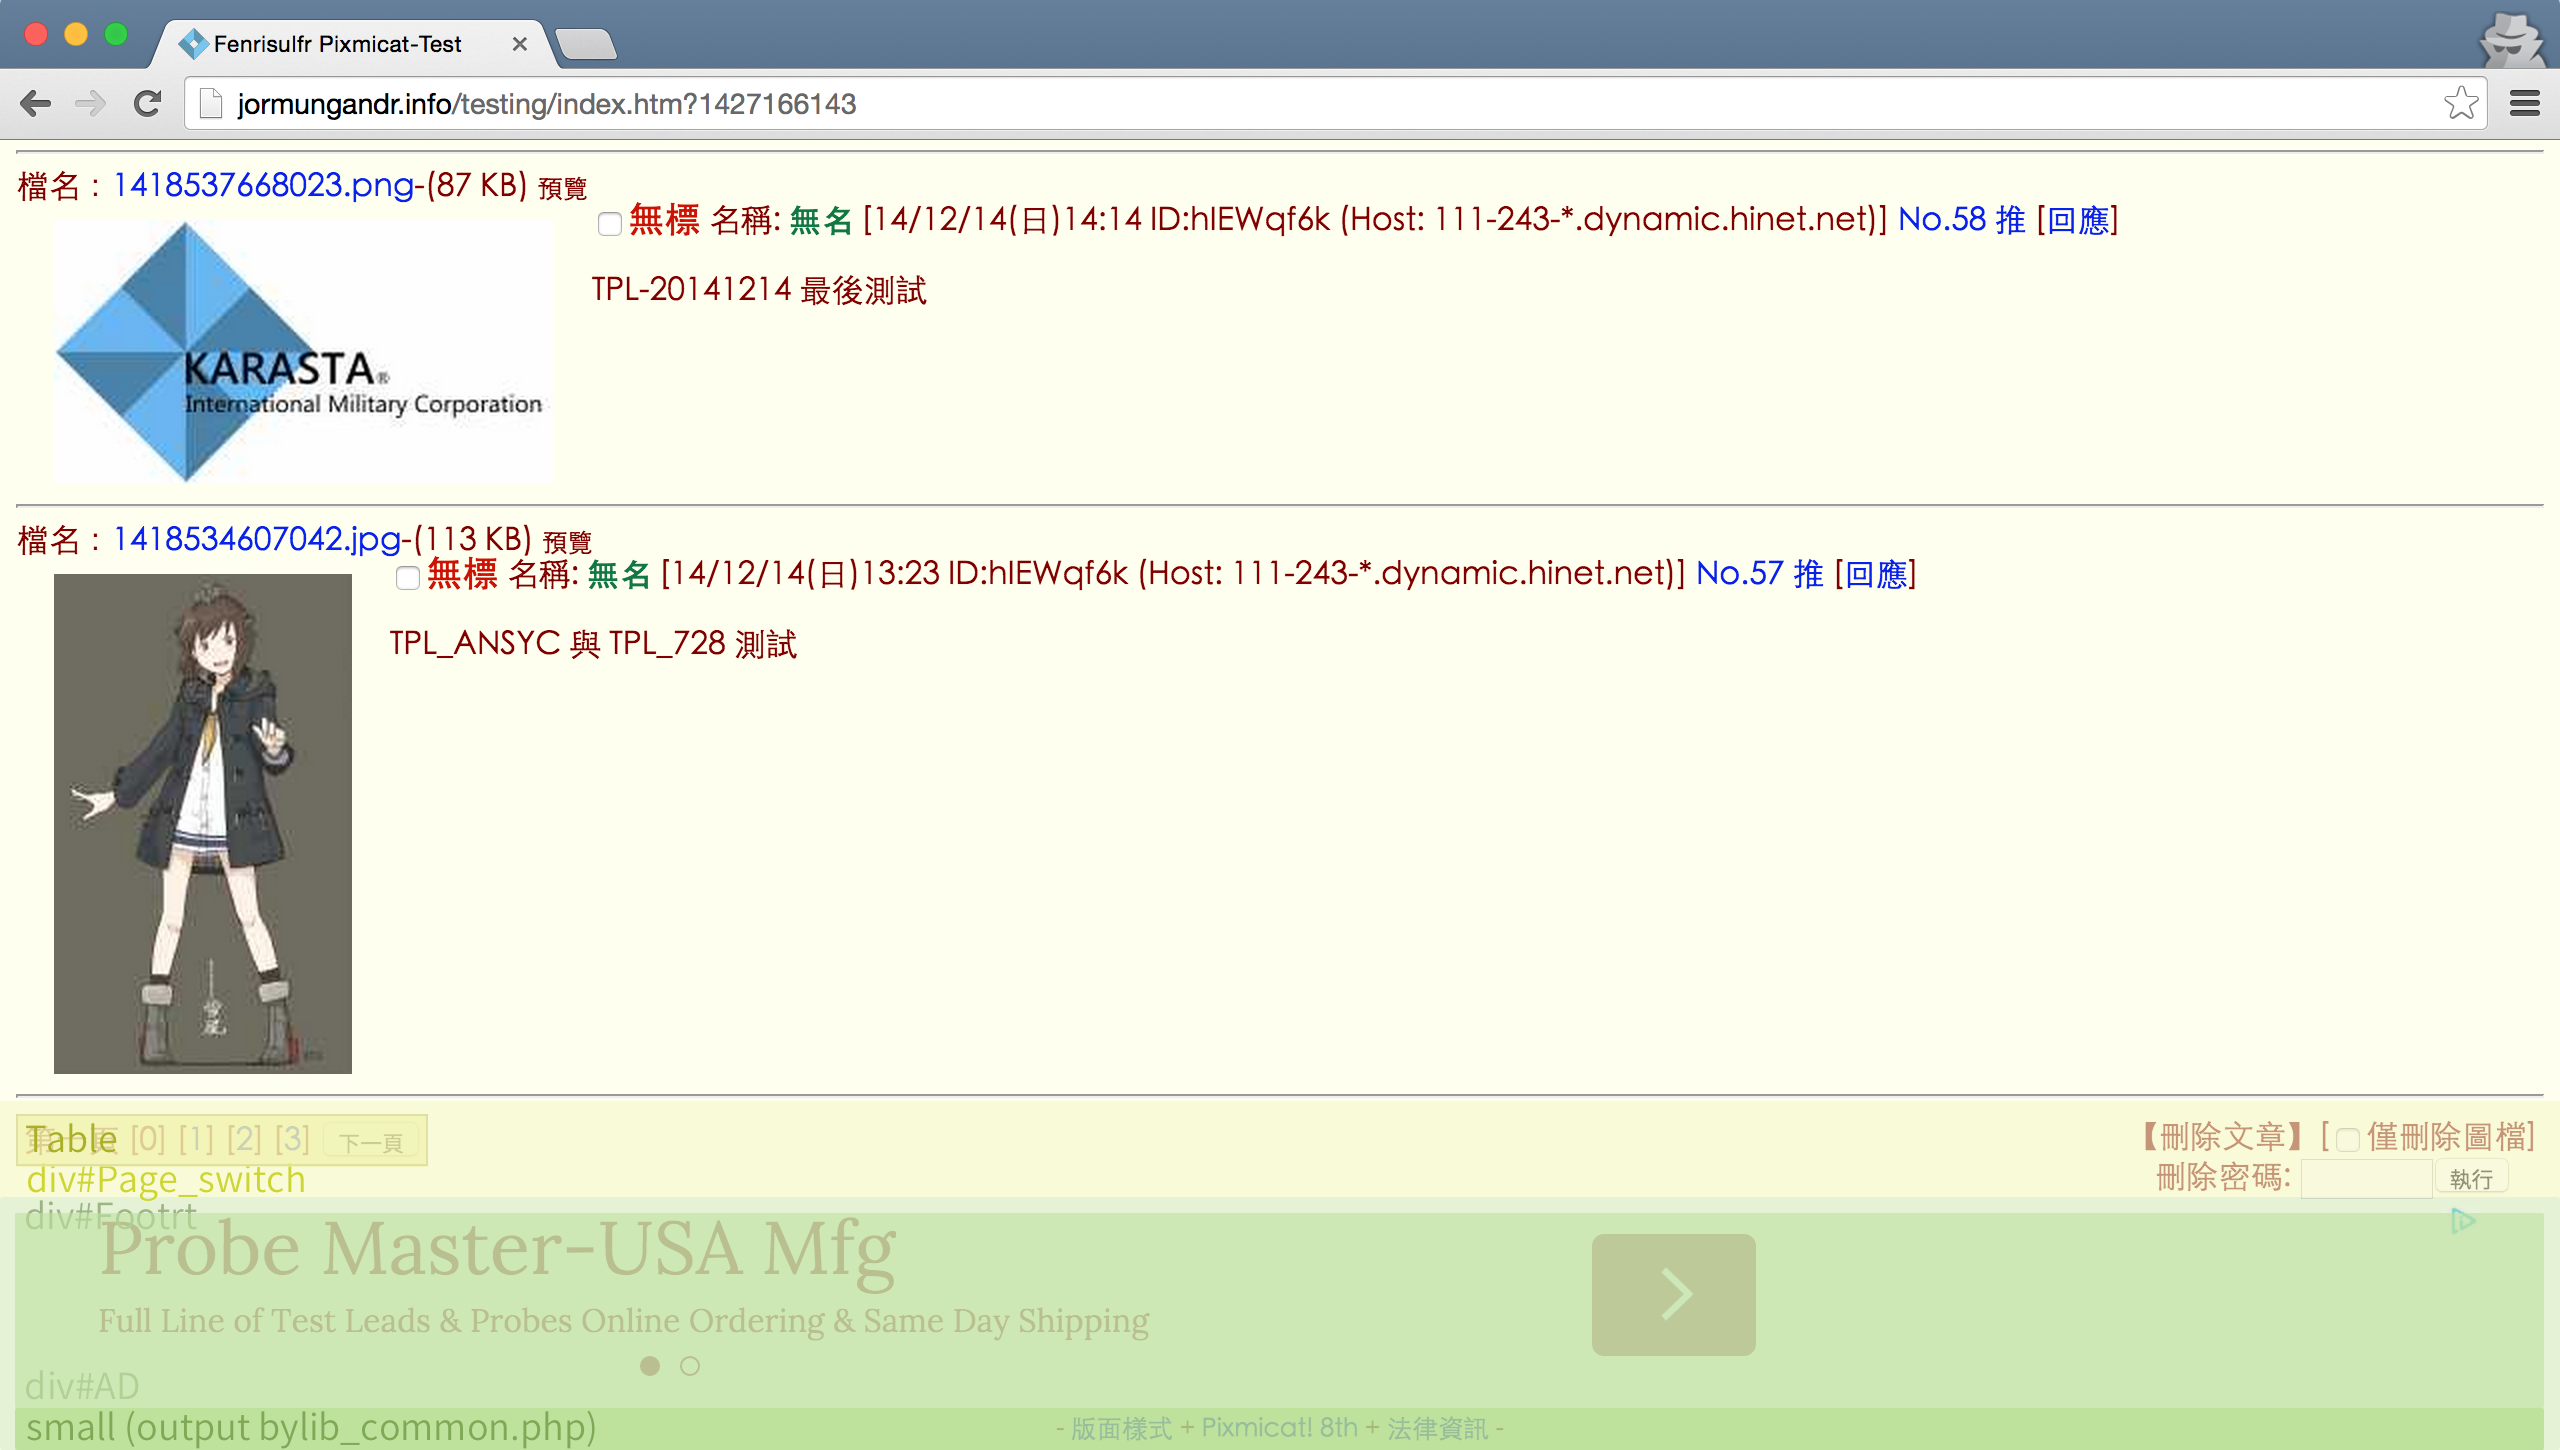 Fenrisulfr Pixmicat-Test
jormungandr.info/testing/index.htm?1427166143
檔名：1418537668023.png-(87 KB) 預覽
無標 名稱: 無名 [14/12/14(日)14:14 ID:hIEWqf6k (Host: 111-243-*.dynamic.hinet.net)] No.58 推 [回應]
TPL-20141214 最後測試
KARASTA®
International Military Corporation
檔名：1418534607042.jpg-(113 KB) 預覽
無標 名稱: 無名 [14/12/14(日)13:23 ID:hIEWqf6k (Host: 111-243-*.dynamic.hinet.net)] No.57 推 [回應]
TPL_ANSYC 與 TPL_728 測試
Table
第一頁 [0] [1] [2] [3] 下一頁
【刪除文章】[僅刪除圖檔]
div#Page_switch
刪除密碼: 執行
div#Footrt
Probe Master-USA Mfg
Full Line of Test Leads & Probes Online Ordering & Same Day Shipping
div#AD
small (output bylib_common.php)
- 版面樣式 + Pixmicat! 8th + 法律資訊 -